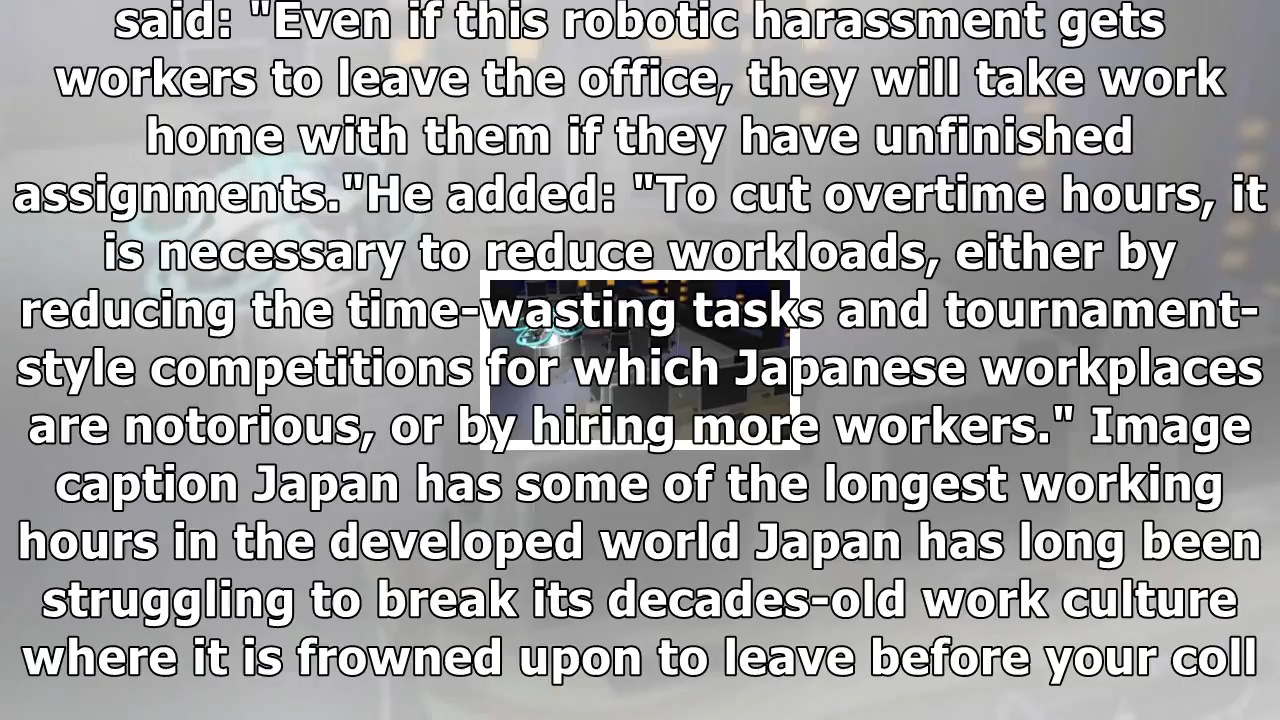 said: "Even if this robotic harassment gets
workers to leave the office, they will take work
home with them if they have unfinished
assignments."He added: "To cut overtime hours, it
is necessary to reduce workloads, either by
reducing the time-wasting tasks and tournament-
style competitions for which Japanese workplaces
are notorious, or by hiring more workers." Image
caption Japan has some of the longest working
hours in the developed world Japan has long been
struggling to break its decades-old work culture
where it is frowned upon to leave before your coll